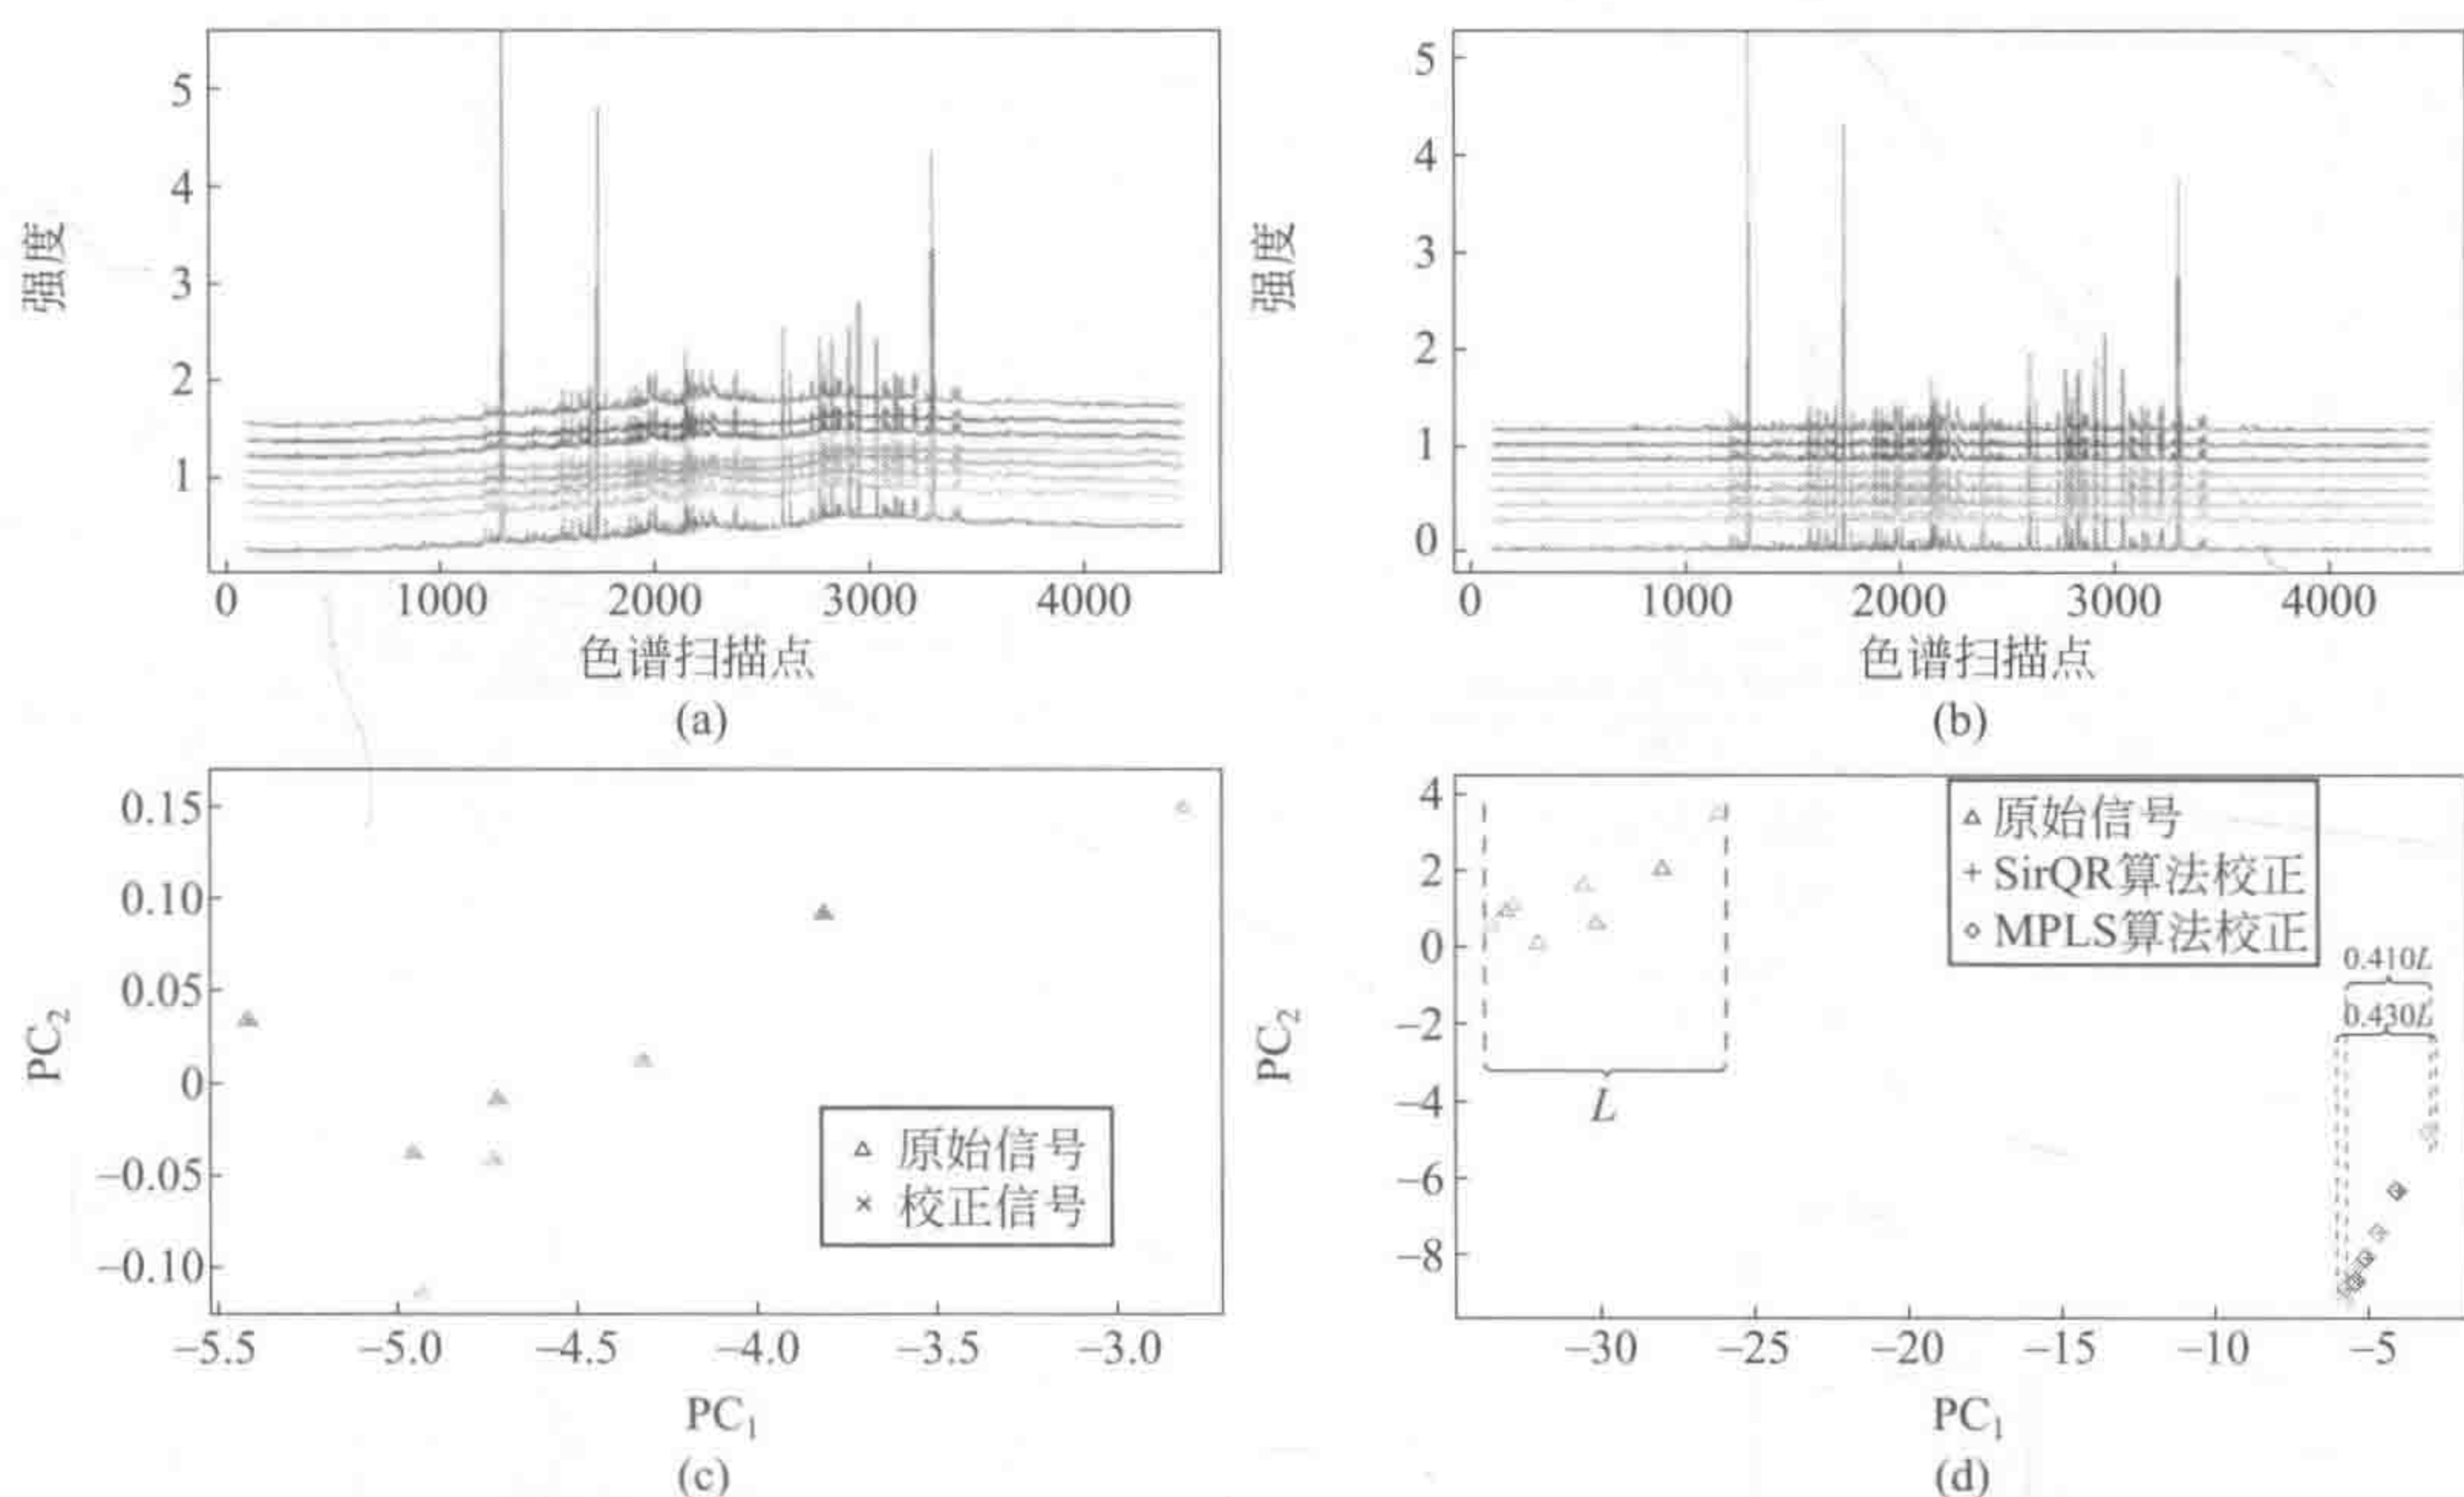 5
4
3
2
1
强度
0 1000 2000 3000 4000
色谱扫描点
(a)
5
4
3
2
1
0
强度
0 1000 2000 3000 4000
色谱扫描点
(b)
0.15
0.10
0.05
0
−0.05
−0.10
PC₂
△ 原始信号
× 校正信号
−5.5 −5.0 −4.5 −4.0 −3.5 −3.0
PC₁
(c)
4
2
0
−2
−4
−6
−8
PC₂
△ 原始信号
+ SirQR算法校正
◇ MPLS算法校正
0.410L
0.430L
L
−30 −25 −20 −15 −10 −5
PC₁
(d)